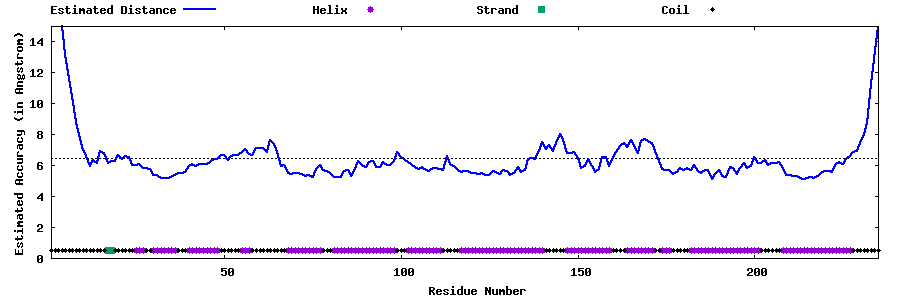 Estimated Distance Helix Strand Coil
Estimated Accuracy (in Angstrom)
14
12
10
8
6
4
2
0
50 100 150 200
Residue Number